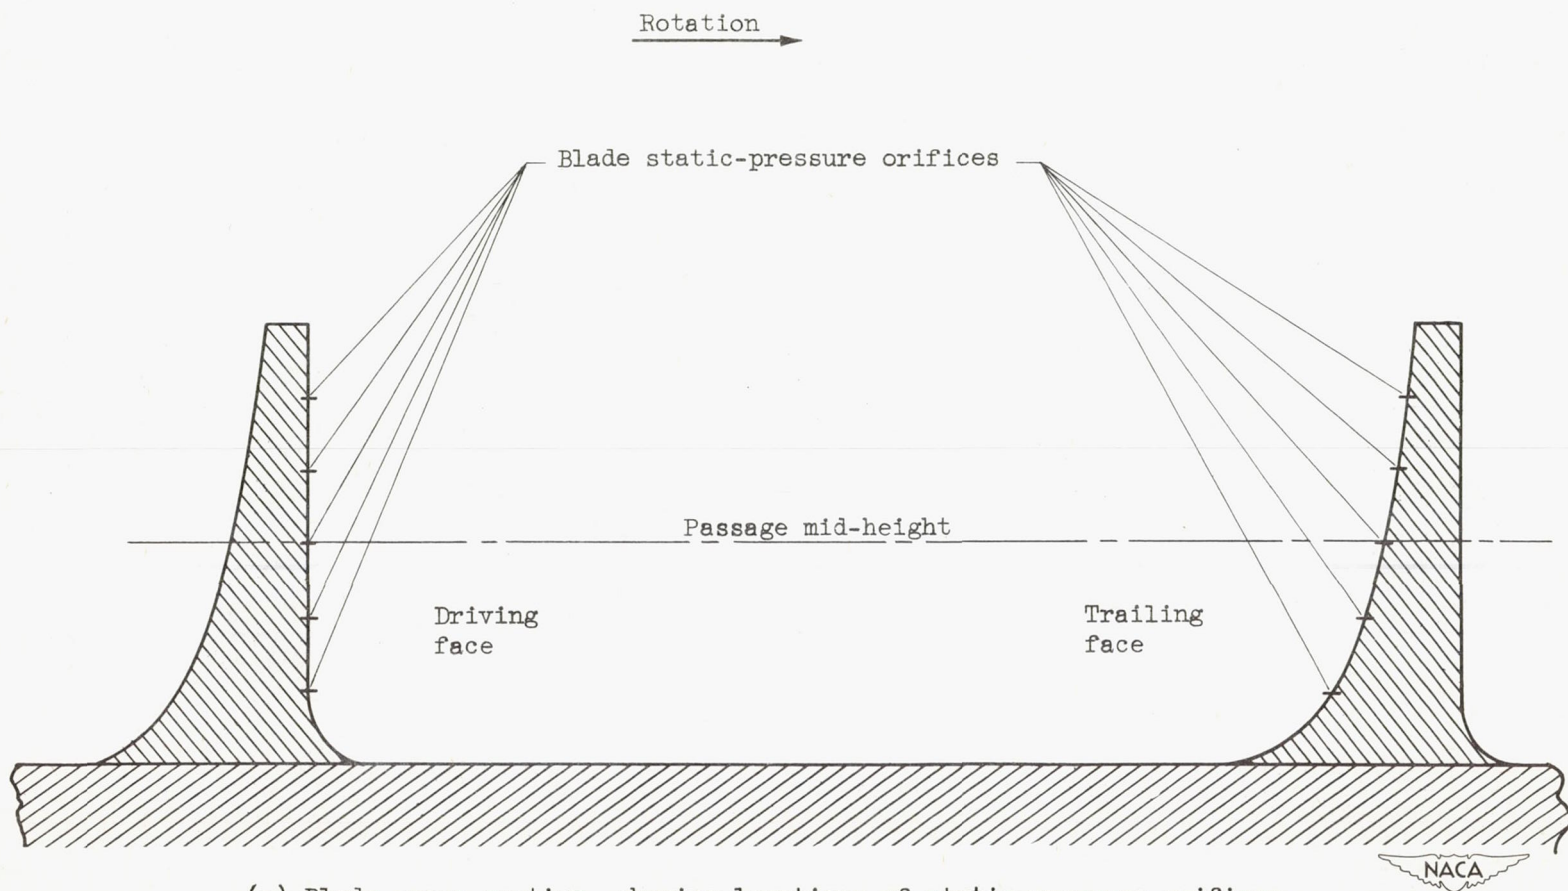 Rotation
Blade static-pressure orifices
Passage mid-height
Driving
face
Trailing
face
NACA